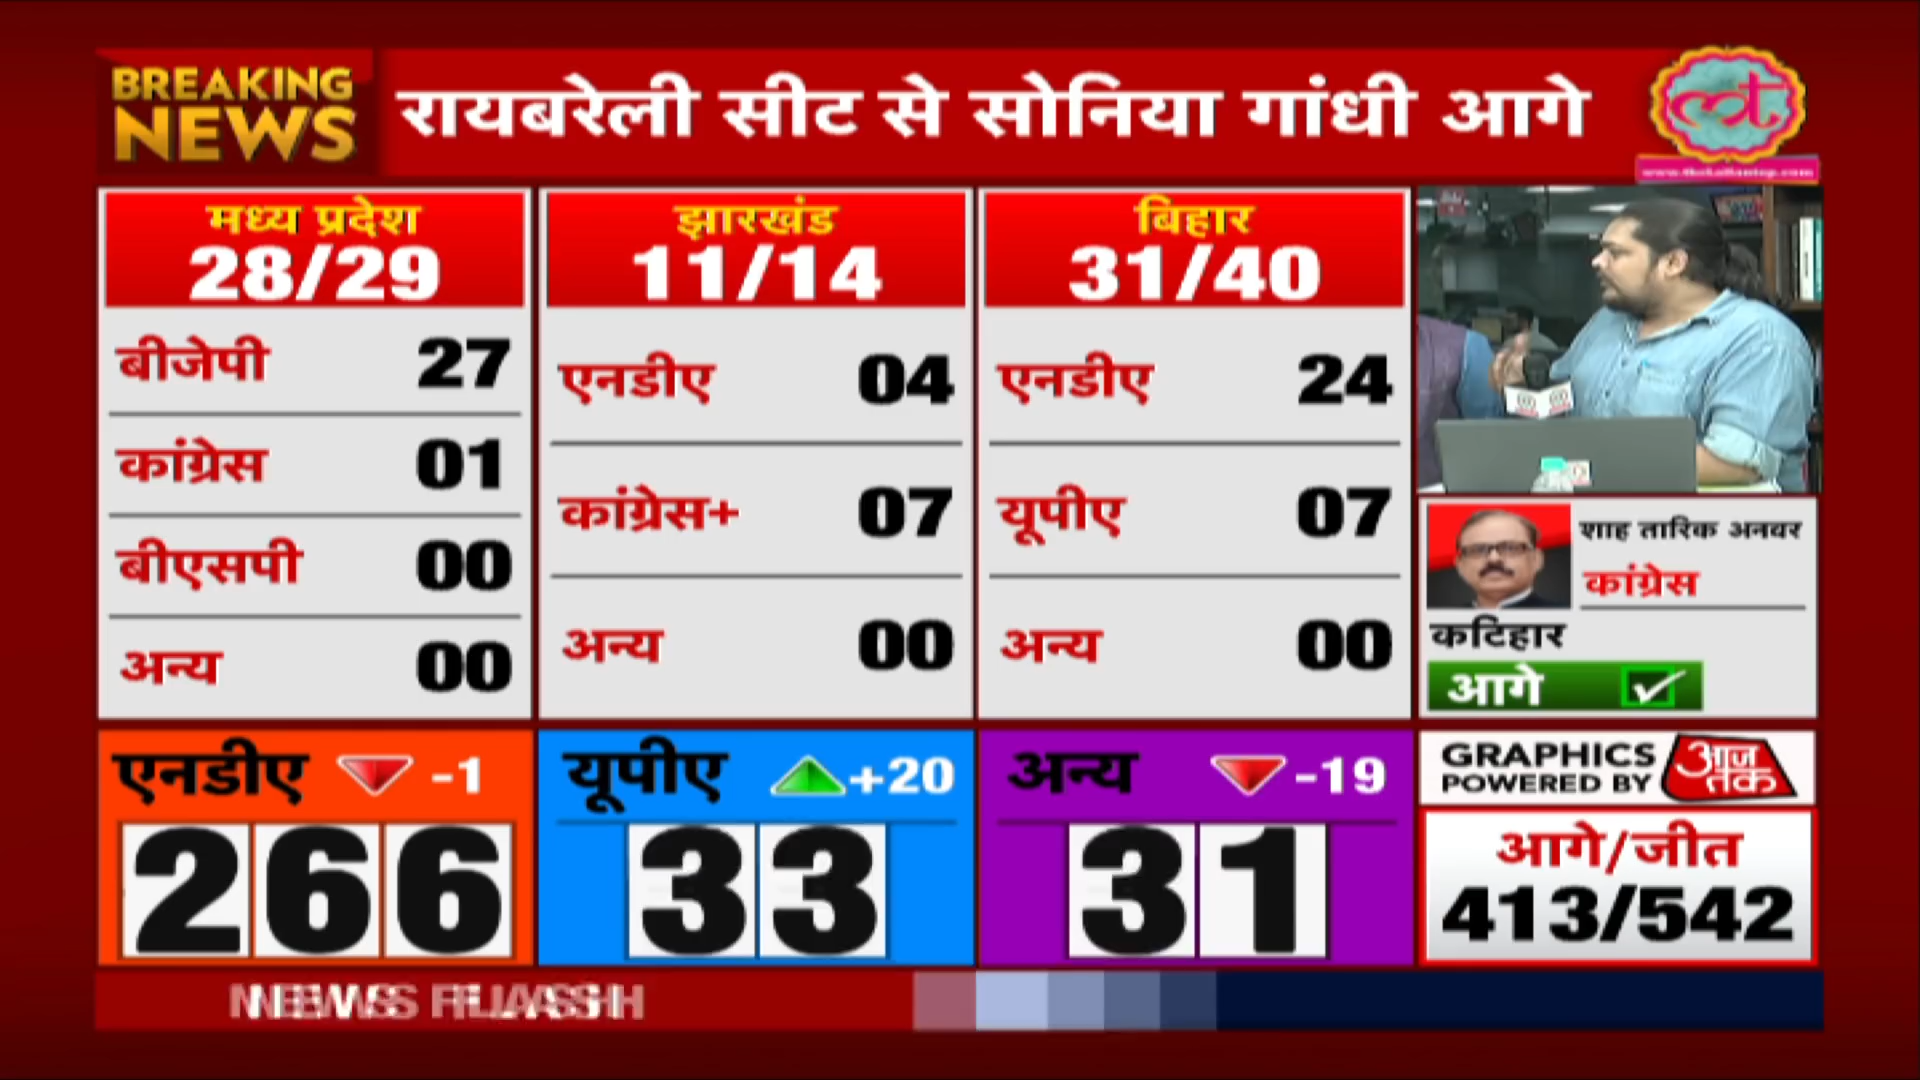 BREAKING
NEWS
रायबरेली सीट से सोनिया गांधी आगे
मध्य प्रदेश
28/29
बीजेपी 27
कांग्रेस 01
बीएसपी 00
अन्य 00
झारखंड
11/14
एनडीए 04
कांग्रेस+ 07
अन्य 00
बिहार
31/40
एनडीए 24
यूपीए 07
अन्य 00
शाह तारिक अनवर
कांग्रेस
कटिहार
आगे
एनडीए -1
266
यूपीए +20
33
अन्य -19
31
GRAPHICS
POWERED BY
आज
तक
आगे/जीत
413/542
NEWS FLASH